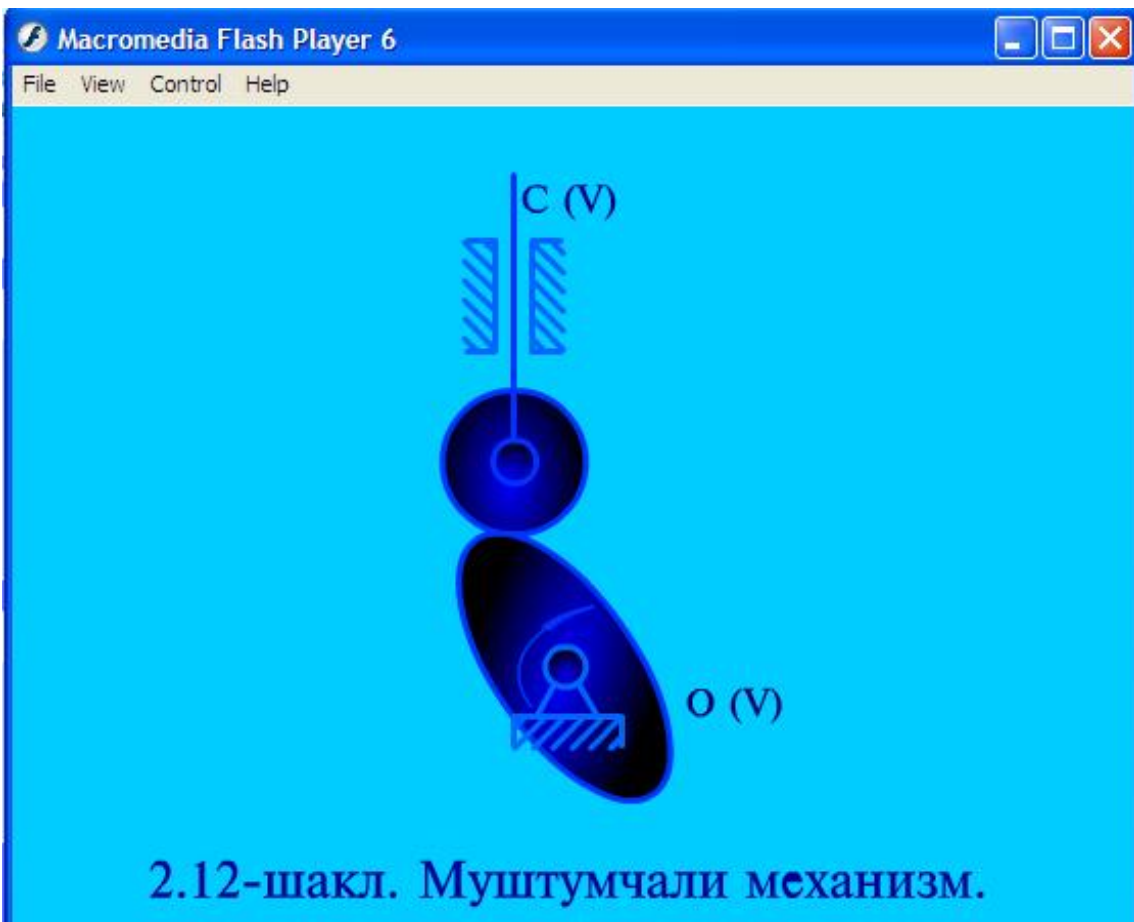 Macromedia Flash Player 6
File View Control Help
C (V)
O (V)
2.12-шакл. Муштумчали механизм.